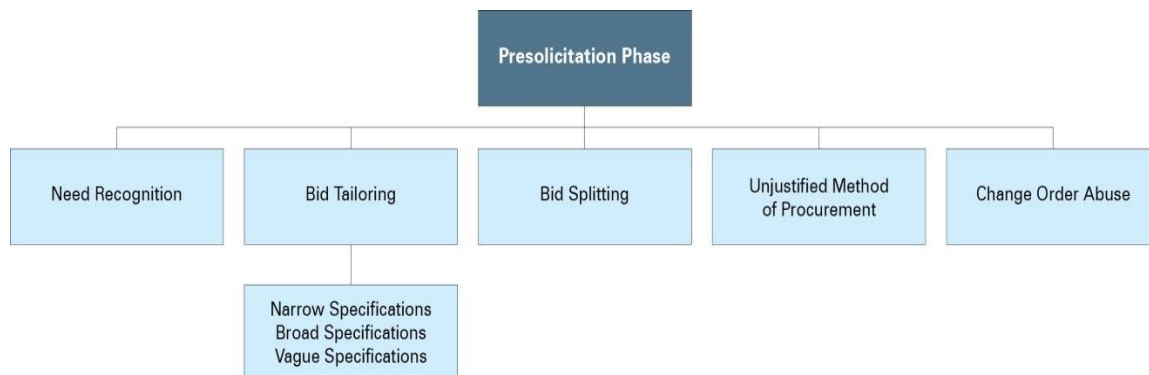 Presolicitation Phase
Need Recognition
Bid Tailoring
Bid Splitting
Unjustified Method
of Procurement
Change Order Abuse
Narrow Specifications
Broad Specifications
Vague Specifications